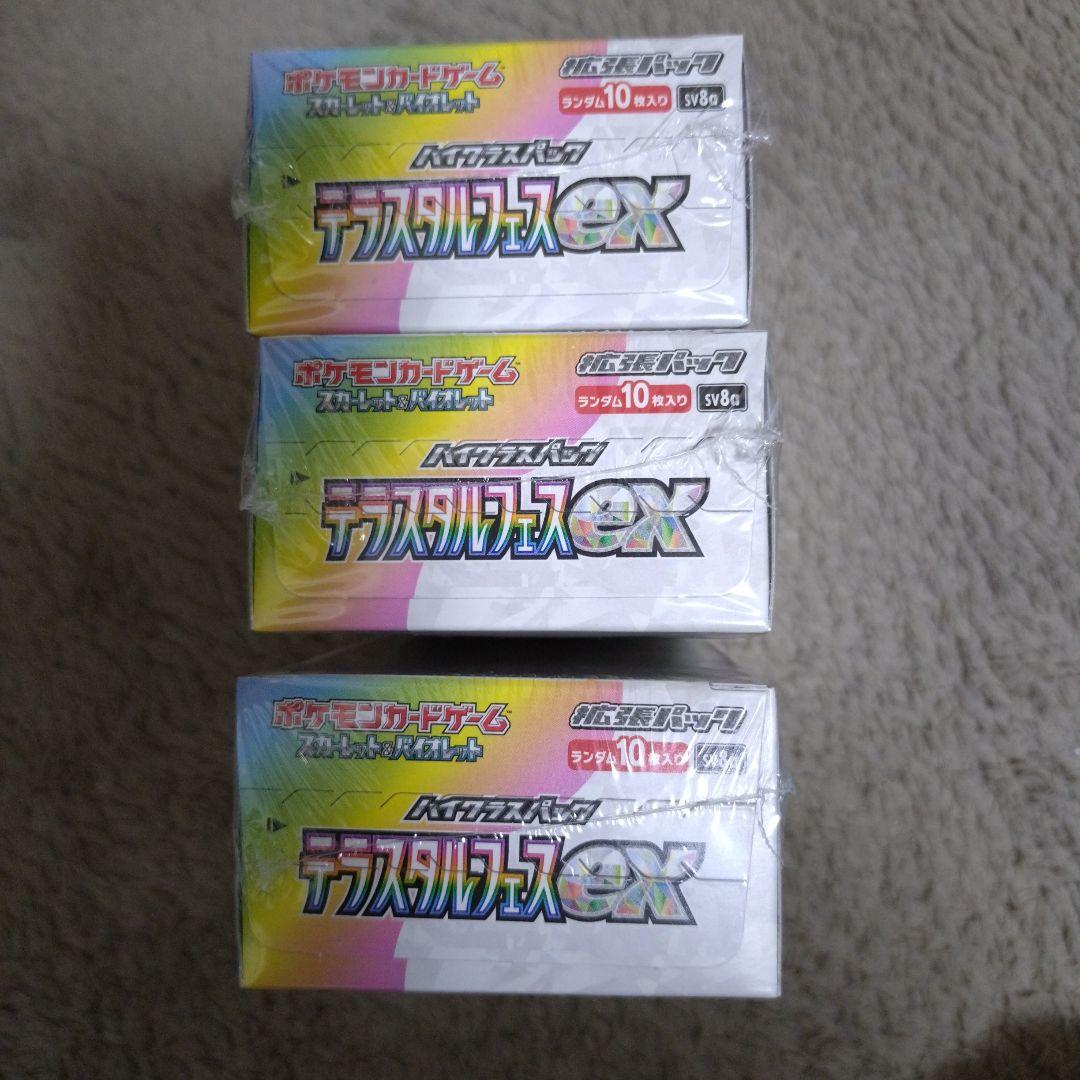 ポケモンカードゲーム
スカーレット&バイオレット
拡張パック
ランダム10枚入り SV8a
ハイクラスパック
テラスタルフェスex
ポケモンカードゲーム
スカーレット&バイオレット
拡張パック
ランダム10枚入り SV8a
ハイクラスパック
テラスタルフェスex
ポケモンカードゲーム
スカーレット&バイオレット
拡張パック
ランダム10枚入り SV8a
ハイクラスパック
テラスタルフェスex